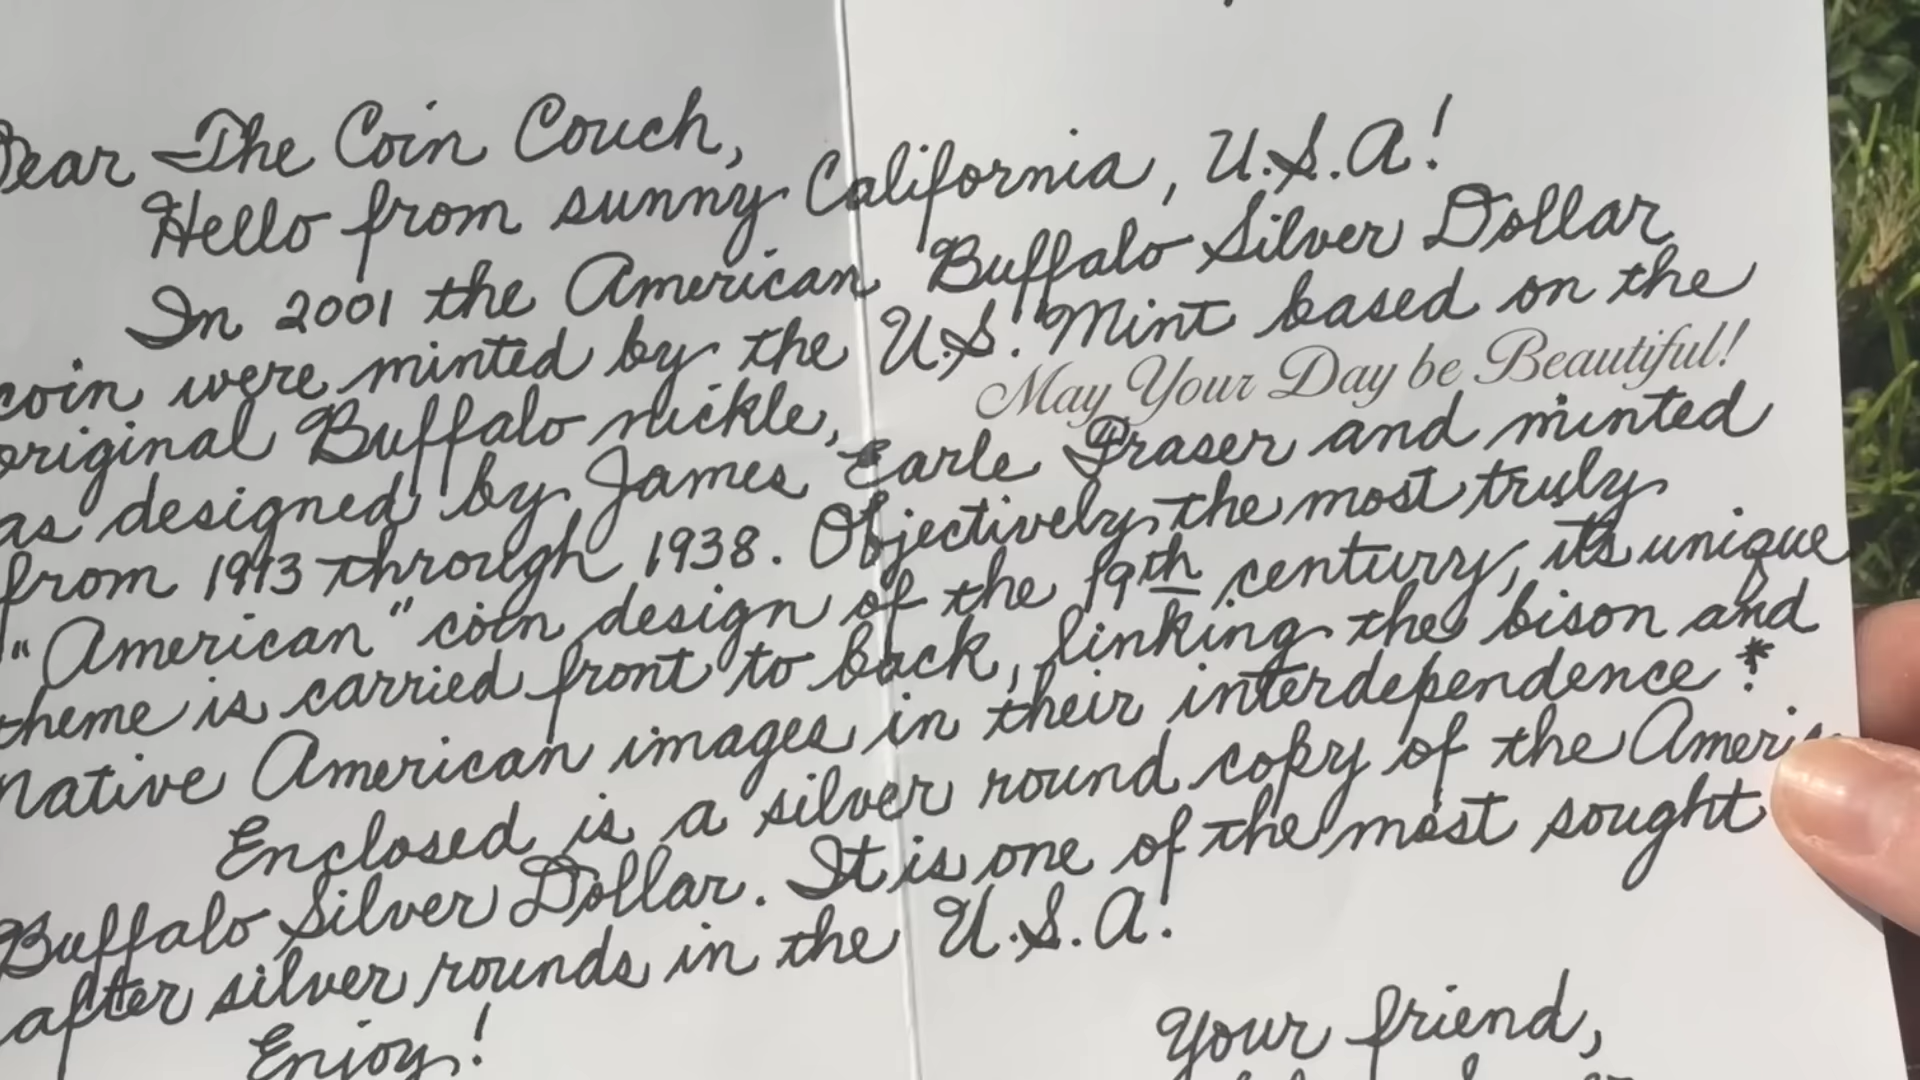 Dear The Coin Couch,
Hello from sunny California, U.S.A!
In 2001 the American Buffalo Silver Dollar
coin were minted by the U.S. Mint based on the
May Your Day be Beautiful!
original Buffalo nickle,
as designed by James Earle Fraser and minted
from 1913 through 1938. Objectively the most truly
"American" coin design of the 19th century, its unique
theme is carried front to back, linking the bison and
native American images in their interdependence*.
Enclosed is a silver round copy of the Ameri
Buffalo Silver Dollar. It is one of the most sought
after silver rounds in the U.S.A.!
Enjoy!
Your friend,